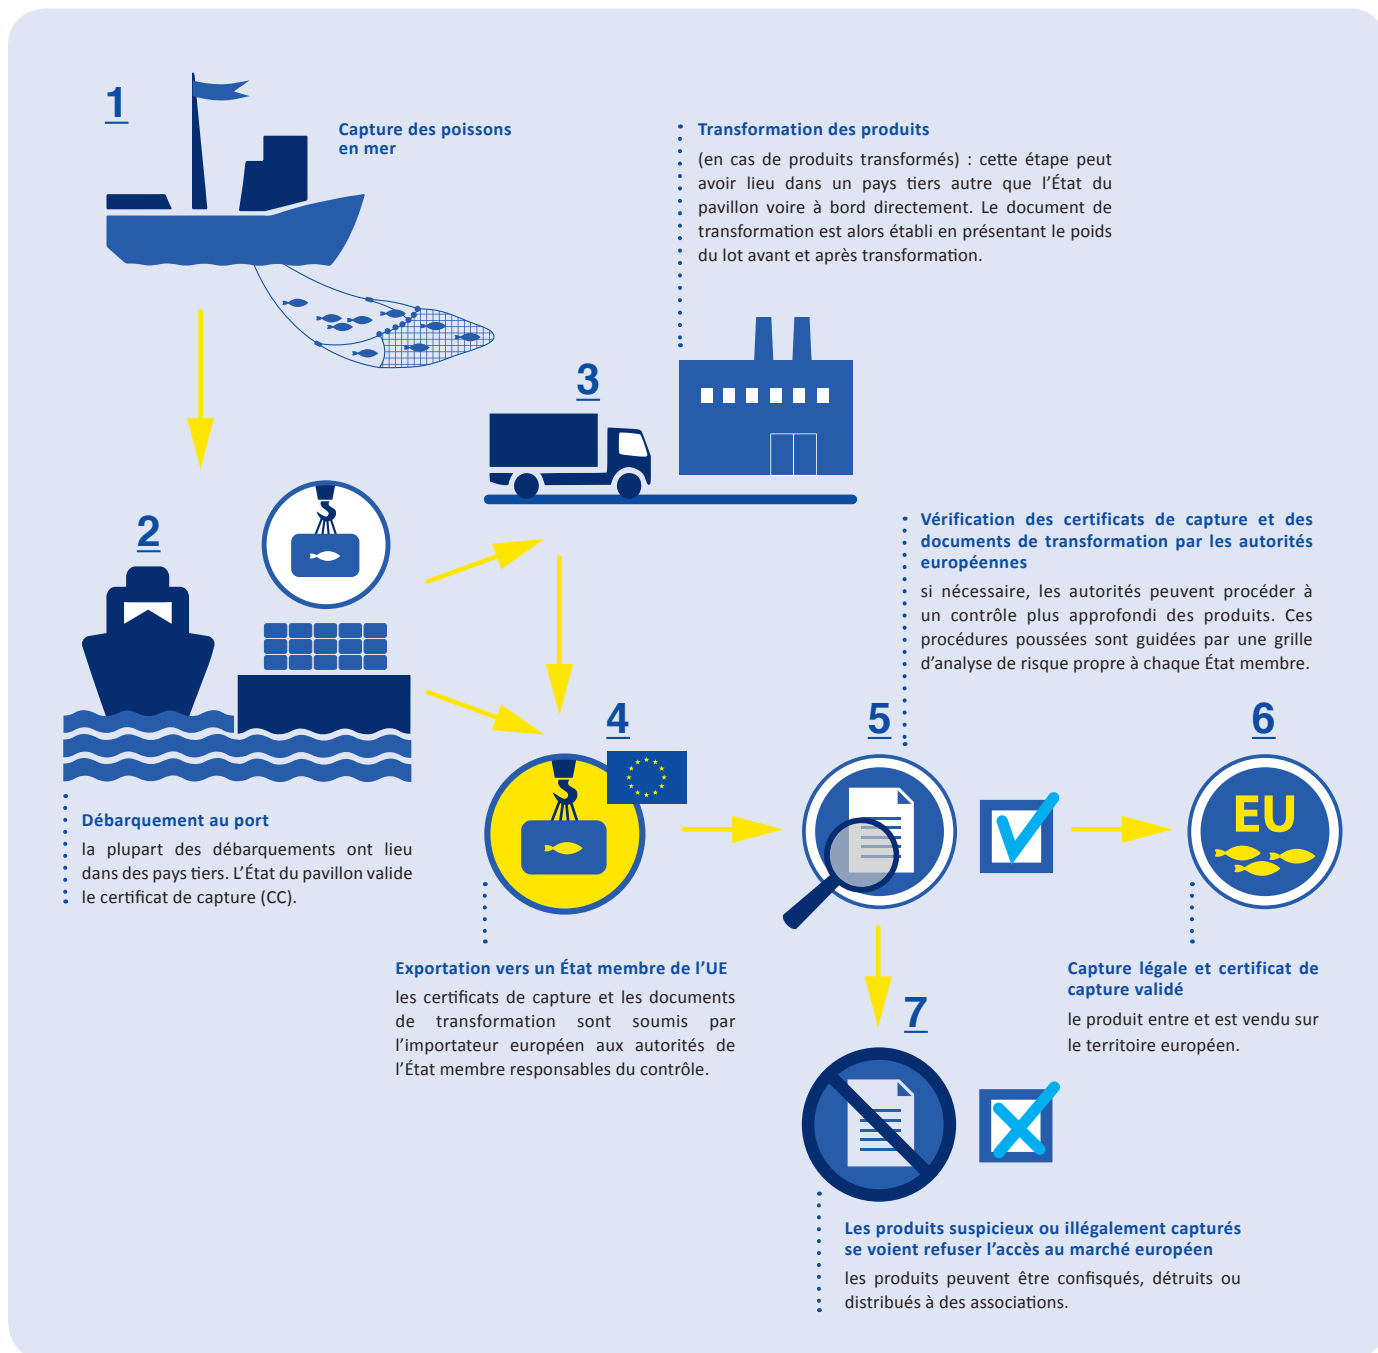 1
Capture des poissons
en mer
Transformation des produits
(en cas de produits transformés) : cette étape peut
avoir lieu dans un pays tiers autre que l’État du
pavillon voire à bord directement. Le document de
transformation est alors établi en présentant le poids
du lot avant et après transformation.
3
2
Débarquement au port
la plupart des débarquements ont lieu
dans des pays tiers. L’État du pavillon valide
le certificat de capture (CC).
4
Exportation vers un État membre de l’UE
les certificats de capture et les documents
de transformation sont soumis par
l’importateur européen aux autorités de
l’État membre responsables du contrôle.
Vérification des certificats de capture et des
documents de transformation par les autorités
européennes
si nécessaire, les autorités peuvent procéder à
un contrôle plus approfondi des produits. Ces
procédures poussées sont guidées par une grille
d’analyse de risque propre à chaque État membre.
5
6
EU
Capture légale et certificat de
capture validé
le produit entre et est vendu sur
le territoire européen.
7
Les produits suspicieux ou illégalement capturés
se voient refuser l’accès au marché européen
les produits peuvent être confisqués, détruits ou
distribués à des associations.